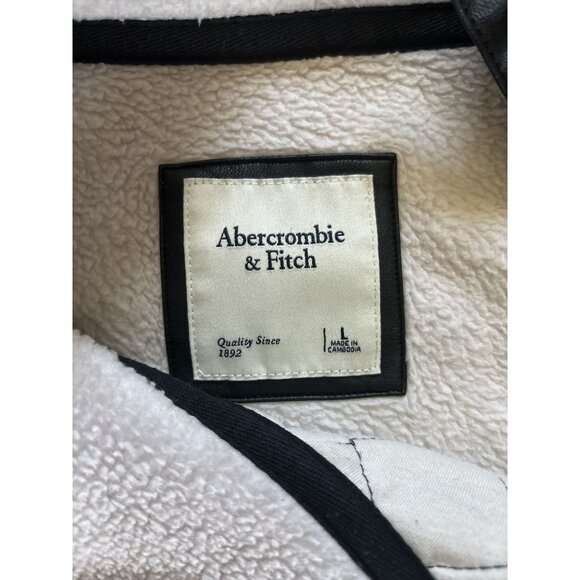 Abercrombie
& Fitch
Quality Since
1892
L
MADE IN
CAMBODIA